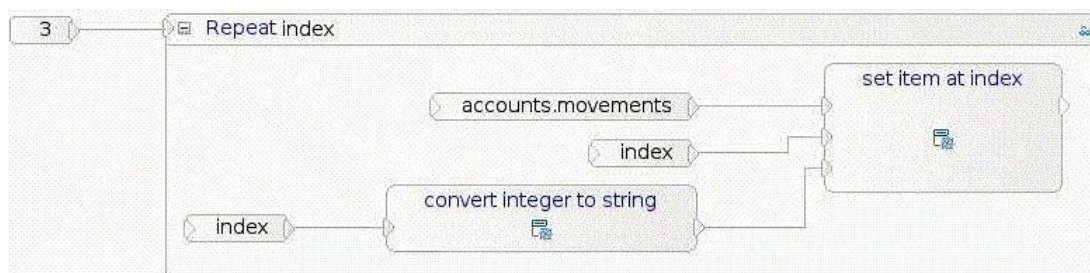 3
Repeat index
set item at index
accounts.movements
index
convert integer to string
index